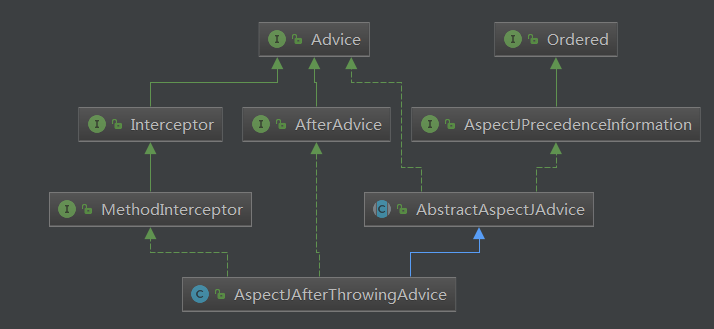 I Advice
I Ordered
I Interceptor
I AfterAdvice
I AspectJPrecedenceInformation
I MethodInterceptor
C AbstractAspectJAdvice
C AspectJAfterThrowingAdvice